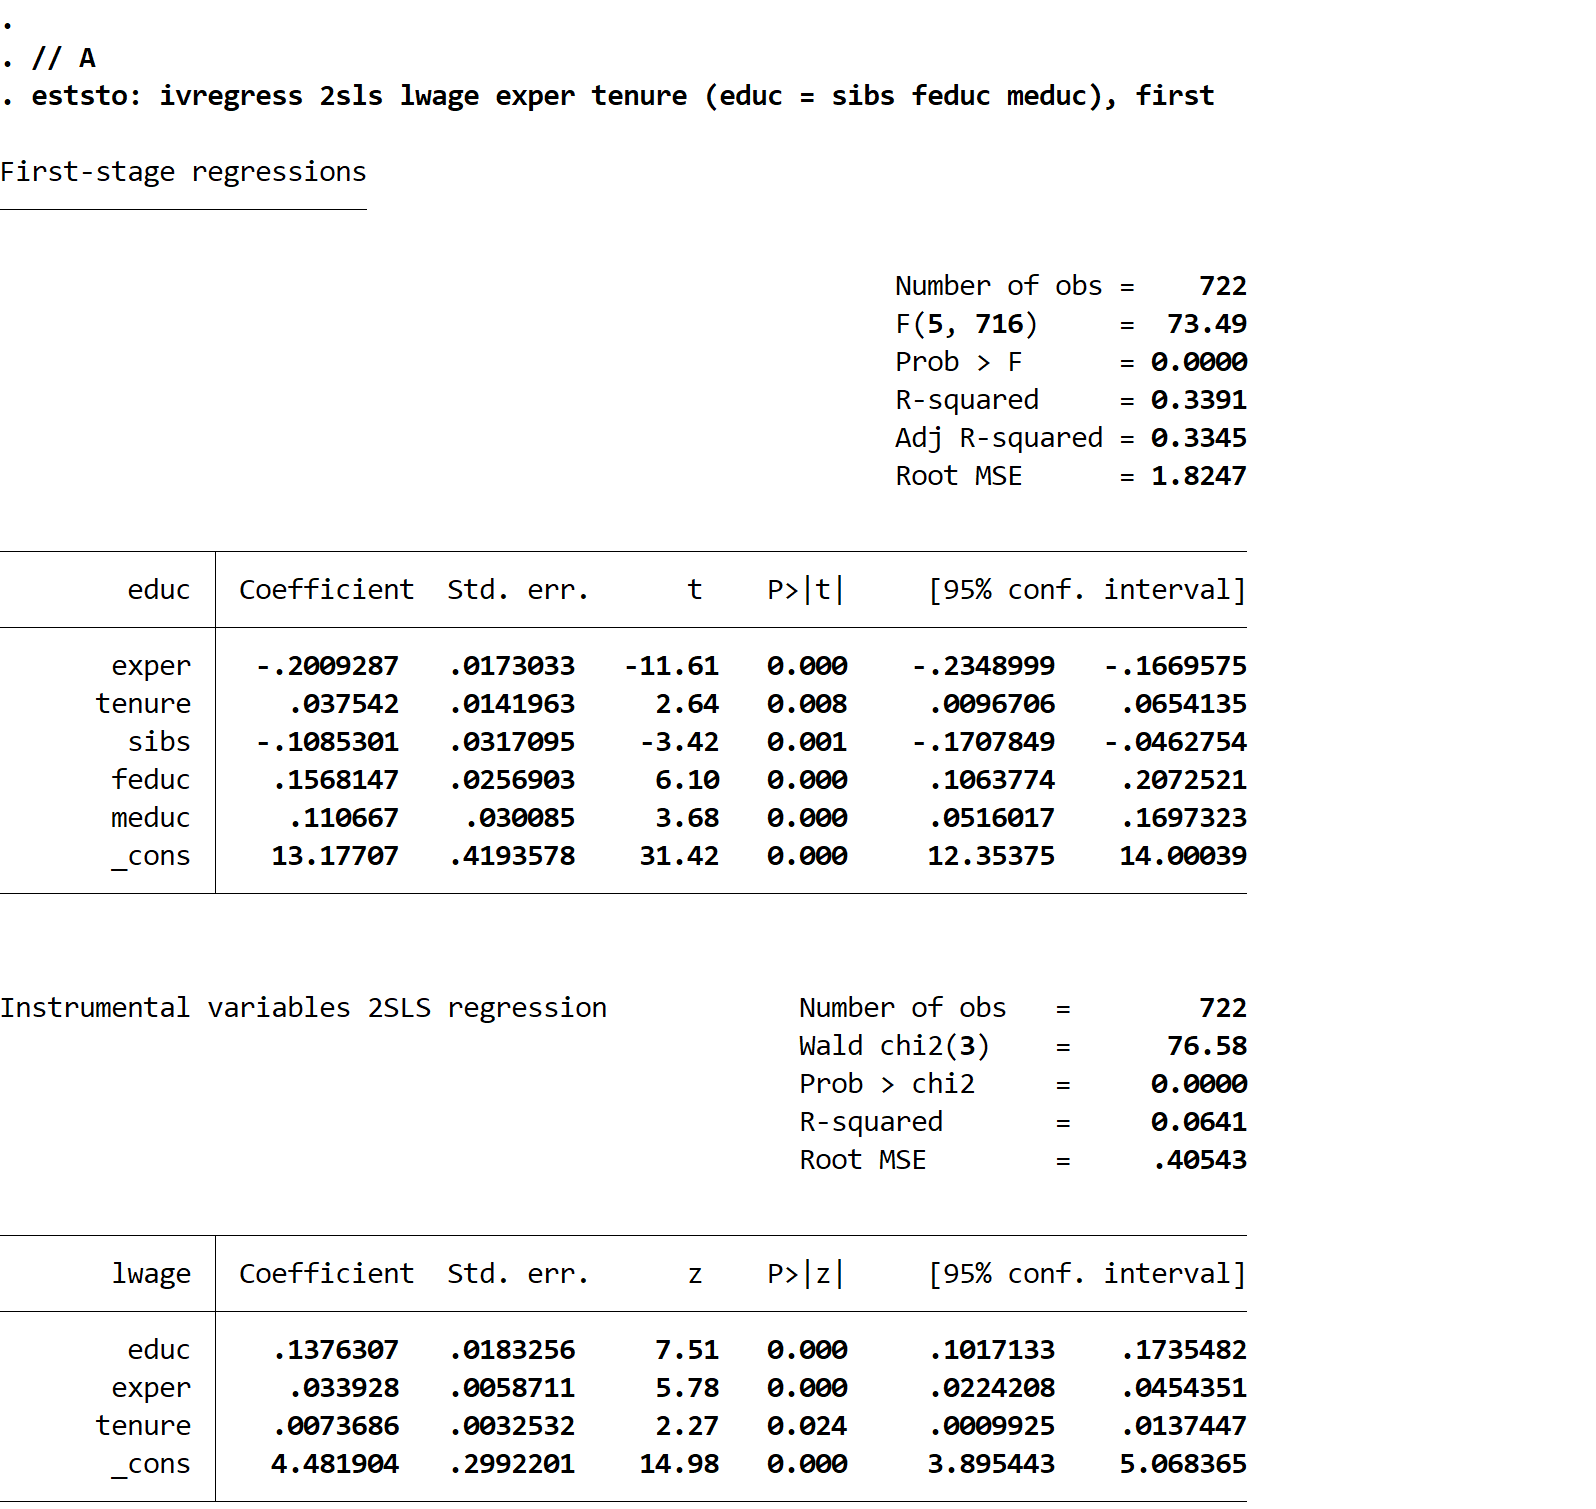 .
. // A
. eststo: ivregress 2sls lwage exper tenure (educ = sibs feduc meduc), first
First-stage regressions
Number of obs = 722
F(5, 716) = 73.49
Prob > F = 0.0000
R-squared = 0.3391
Adj R-squared = 0.3345
Root MSE = 1.8247
educ Coefficient Std. err. t P>|t| [95% conf. interval]
exper -.2009287 .0173033 -11.61 0.000 -.2348999 -.1669575
tenure .037542 .0141963 2.64 0.008 .0096706 .0654135
sibs -.1085301 .0317095 -3.42 0.001 -.1707849 -.0462754
feduc .1568147 .0256903 6.10 0.000 .1063774 .2072521
meduc .110667 .030085 3.68 0.000 .0516017 .1697323
_cons 13.17707 .4193578 31.42 0.000 12.35375 14.00039
Instrumental variables 2SLS regression Number of obs = 722
Wald chi2(3) = 76.58
Prob > chi2 = 0.0000
R-squared = 0.0641
Root MSE = .40543
lwage Coefficient Std. err. z P>|z| [95% conf. interval]
educ .1376307 .0183256 7.51 0.000 .1017133 .1735482
exper .033928 .0058711 5.78 0.000 .0224208 .0454351
tenure .0073686 .0032532 2.27 0.024 .0009925 .0137447
_cons 4.481904 .2992201 14.98 0.000 3.895443 5.068365